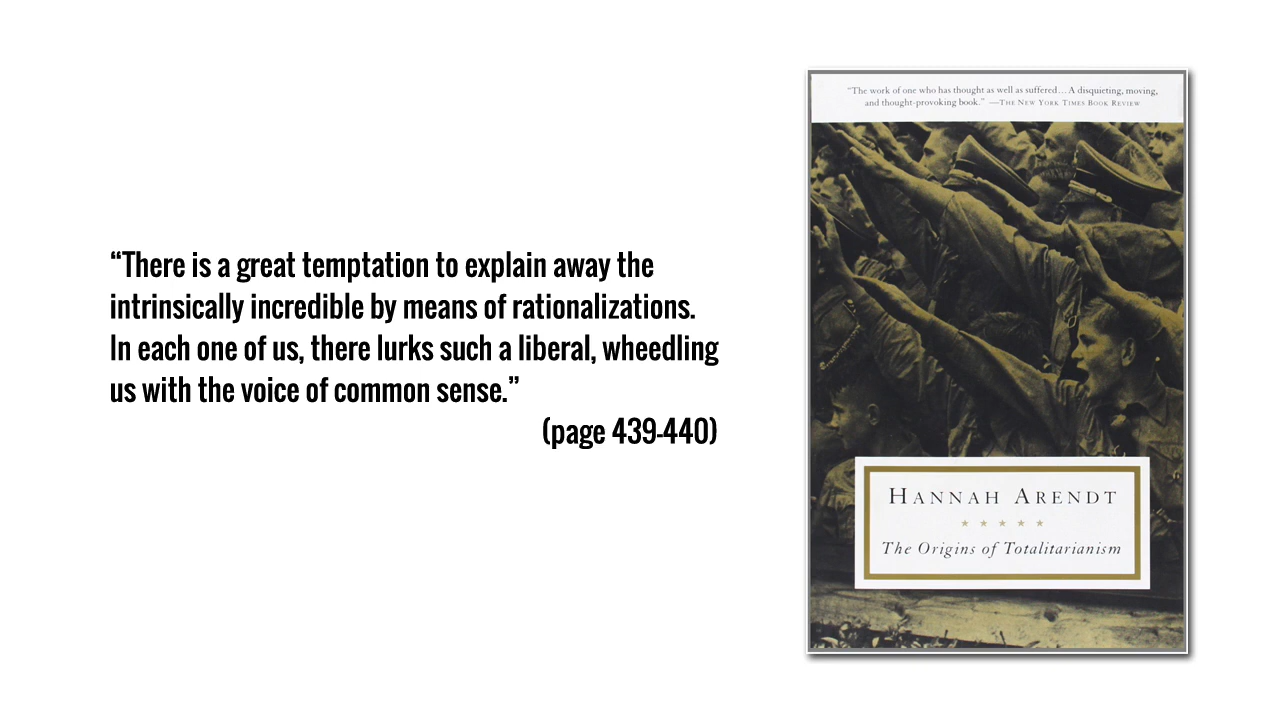 “There is a great temptation to explain away the
intrinsically incredible by means of rationalizations.
In each one of us, there lurks such a liberal, wheedling
us with the voice of common sense.”
(page 439-440)
“The work of one who has thought as well as suffered…A disquieting, moving,
and thought-provoking book.” —The New York Times Book Review
Hannah Arendt
★ ★ ★ ★ ★
The Origins of Totalitarianism